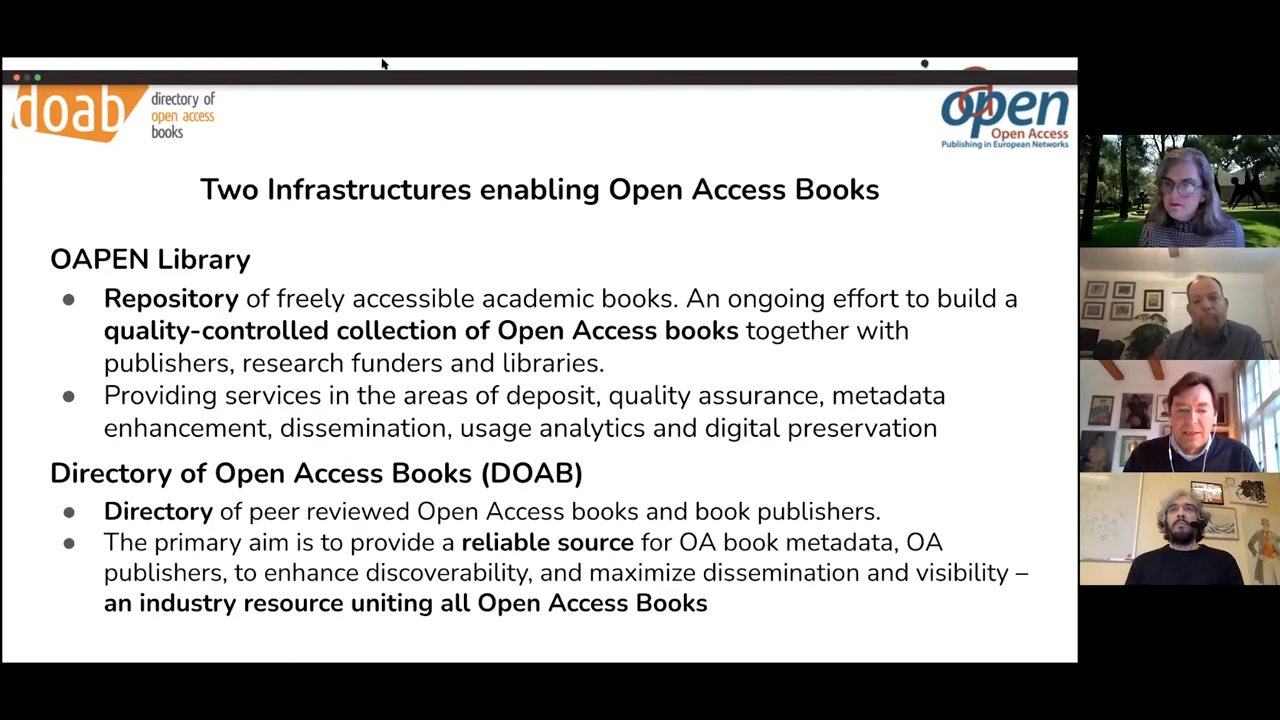 doab
directory of
open access
books
oapen
Open Access
Publishing in European Networks
Two Infrastructures enabling Open Access Books
OAPEN Library
● Repository of freely accessible academic books. An ongoing effort to build a
quality-controlled collection of Open Access books together with
publishers, research funders and libraries.
● Providing services in the areas of deposit, quality assurance, metadata
enhancement, dissemination, usage analytics and digital preservation
Directory of Open Access Books (DOAB)
● Directory of peer reviewed Open Access books and book publishers.
● The primary aim is to provide a reliable source for OA book metadata, OA
publishers, to enhance discoverability, and maximize dissemination and visibility –
an industry resource uniting all Open Access Books